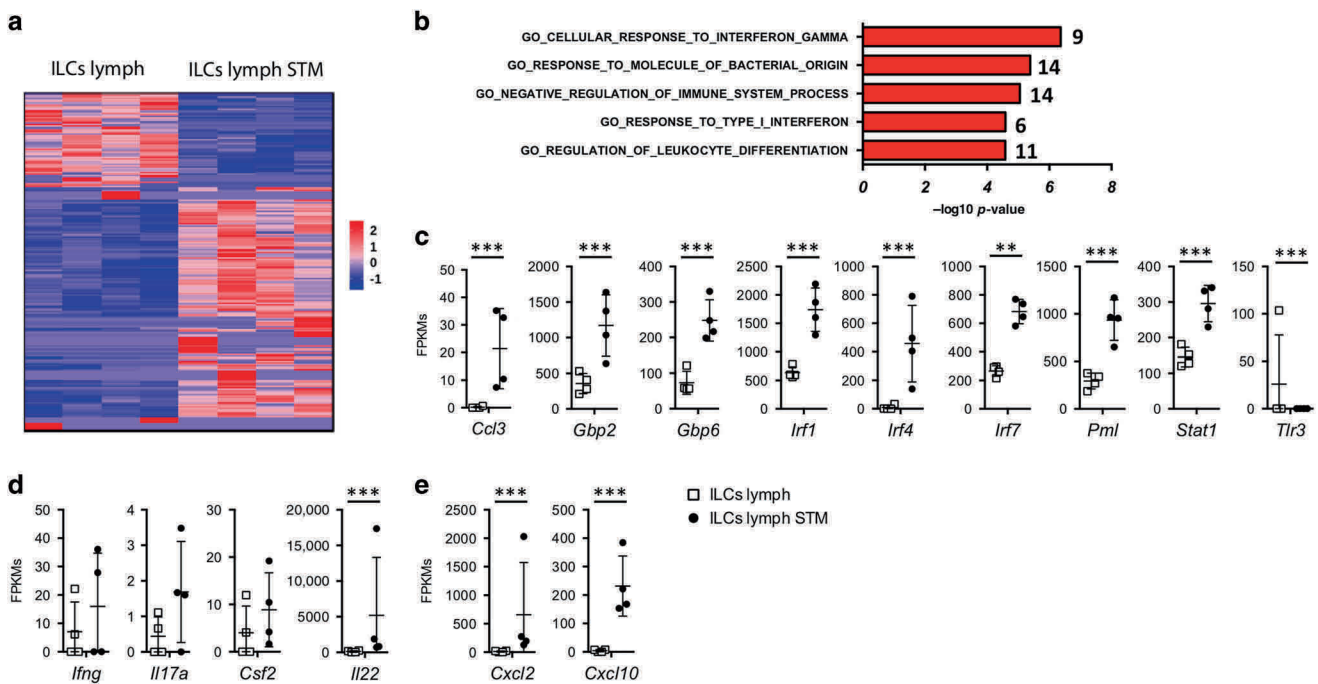 a
ILCs lymph ILCs lymph STM
2
1
0
-1
b
GO_CELLULAR_RESPONSE_TO_INTERFERON_GAMMA 9
GO_RESPONSE_TO_MOLECULE_OF_BACTERIAL_ORIGIN 14
GO_NEGATIVE_REGULATION_OF_IMMUNE_SYSTEM_PROCESS 14
GO_RESPONSE_TO_TYPE_I_INTERFERON 6
GO_REGULATION_OF_LEUKOCYTE_DIFFERENTIATION 11
0 2 4 6 8
–log10 p-value
c
FPKMs
***
50
40
30
20
10
0
Ccl3
***
2000
1500
1000
500
0
Gbp2
***
400
300
200
100
0
Gbp6
***
2500
2000
1500
1000
500
0
Irf1
***
1000
800
600
400
200
0
Irf4
**
1000
800
600
400
200
0
Irf7
***
1500
1000
500
0
Pml
***
400
300
200
100
0
Stat1
***
150
100
50
0
Tlr3
d
FPKMs
50
40
30
20
10
0
Ifng
4
3
2
1
0
Il17a
30
20
10
0
Csf2
***
20,000
15,000
10,000
5000
0
Il22
e
FPKMs
***
2500
2000
1500
1000
500
0
Cxcl2
***
500
400
300
200
100
0
Cxcl10
ILCs lymph
ILCs lymph STM